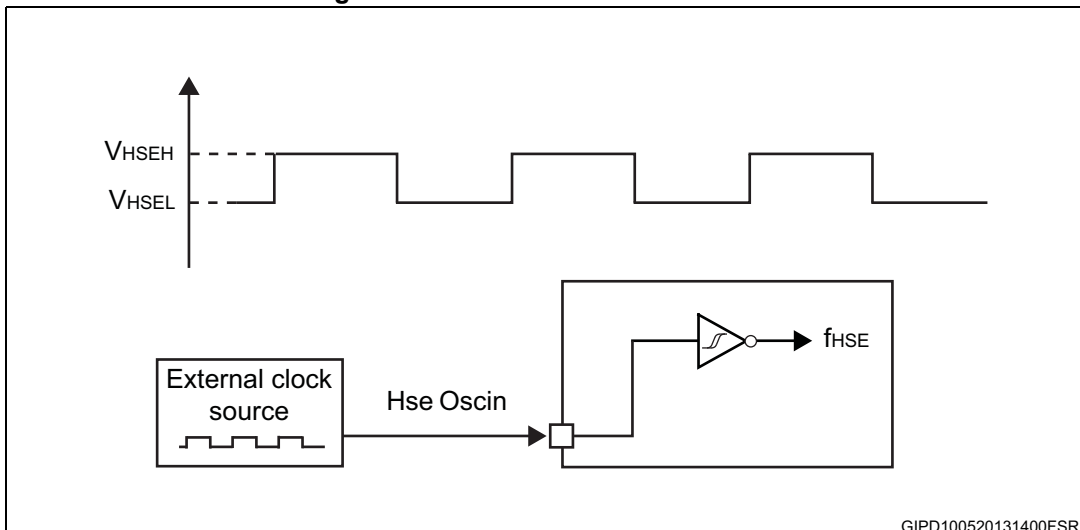 VHSEH
VHSEL
fHSE
External clock
source
Hse Oscin
GIPD100520131400FSR